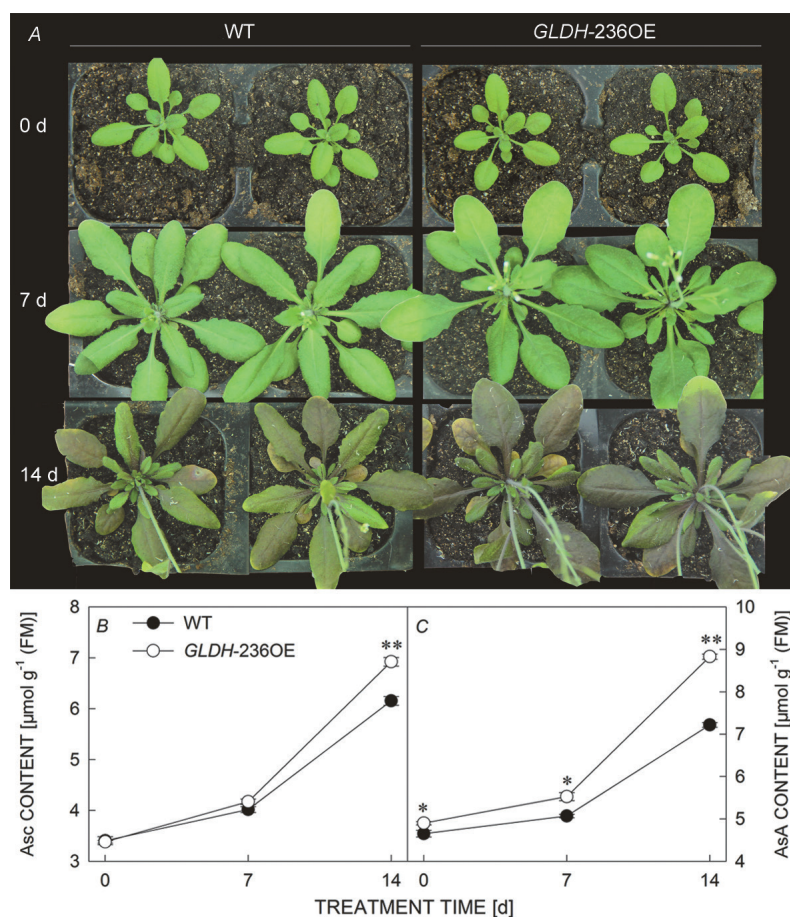 A
WT
GLDH-236OE
0 d
7 d
14 d
B
WT
GLDH-236OE
C
Asc CONTENT [µmol g⁻¹ (FM)]
8
7
6
5
4
3
**
*
*
**
10
9
8
7
6
5
4
AsA CONTENT [µmol g⁻¹ (FM)]
0 7 14 0 7 14
TREATMENT TIME [d]